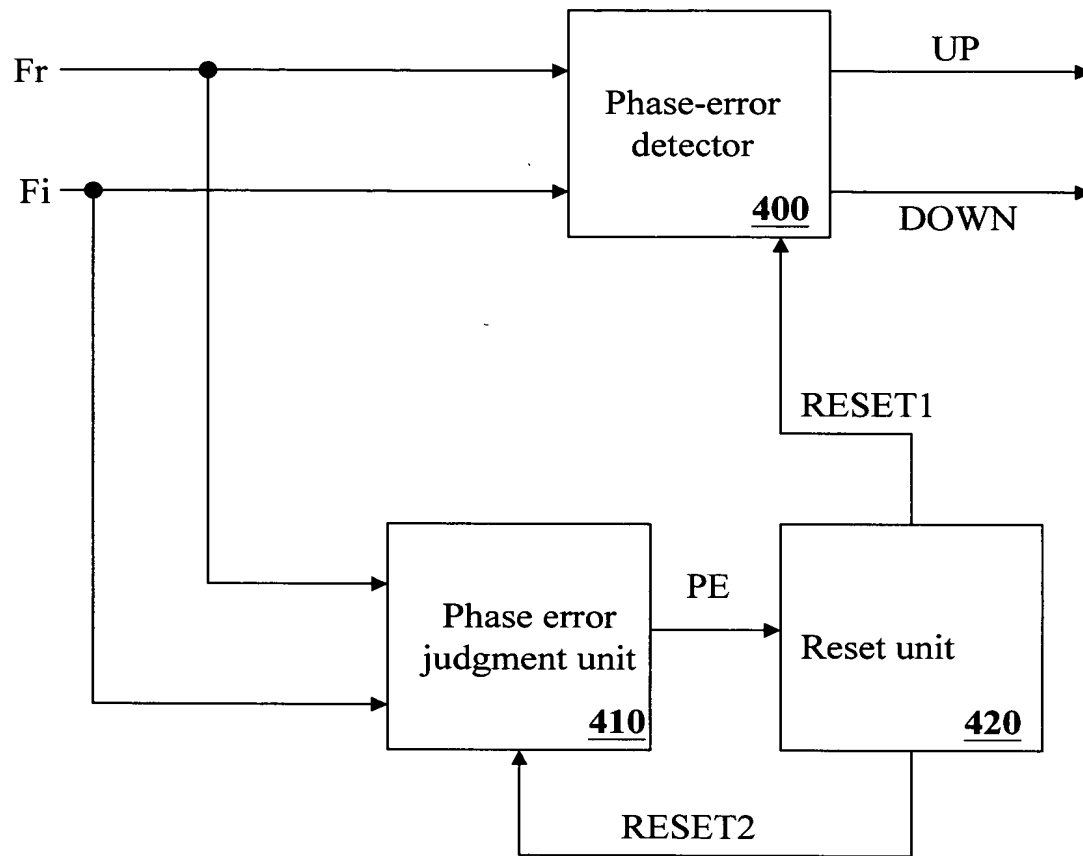 Fr
UP
Phase-error
detector
Fi
400
DOWN
RESET1
PE
Phase error
judgment unit
410
Reset unit
420
RESET2